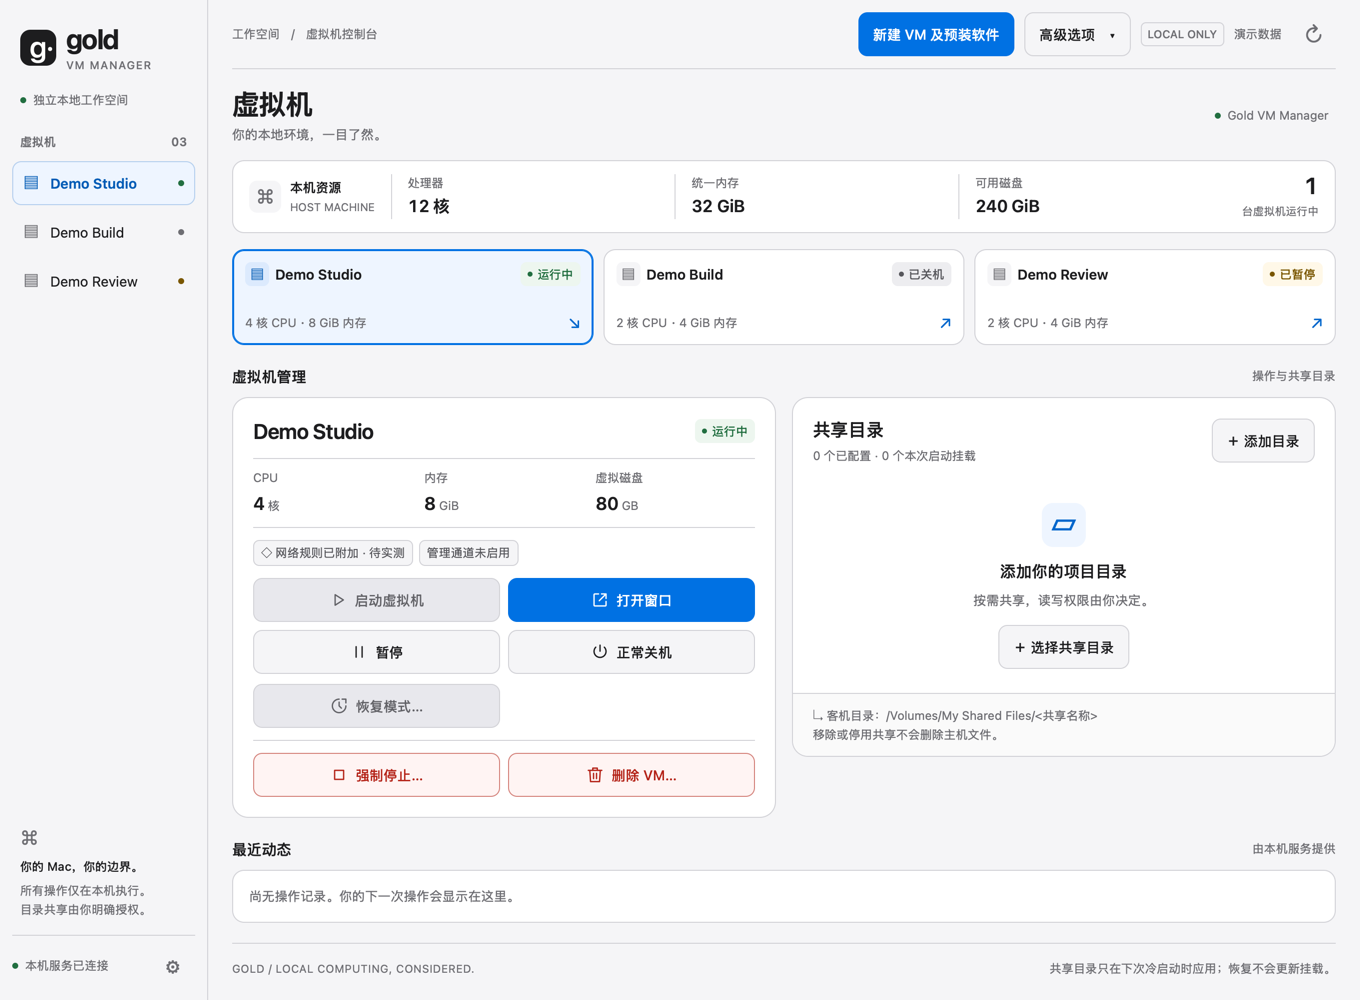 g· gold
VM MANAGER
独立本地工作空间
虚拟机 03
Demo Studio
Demo Build
Demo Review
你的 Mac，你的边界。
所有操作仅在本机执行。
目录共享由你明确授权。
本机服务已连接
工作空间 / 虚拟机控制台
新建 VM 及预装软件
高级选项
LOCAL ONLY
演示数据
虚拟机
你的本地环境，一目了然。
Gold VM Manager
本机资源
HOST MACHINE
处理器
12 核
统一内存
32 GiB
可用磁盘
240 GiB
1
台虚拟机运行中
Demo Studio
运行中
4 核 CPU · 8 GiB 内存
Demo Build
已关机
2 核 CPU · 4 GiB 内存
Demo Review
已暂停
2 核 CPU · 4 GiB 内存
虚拟机管理
操作与共享目录
Demo Studio
运行中
CPU
4 核
内存
8 GiB
虚拟磁盘
80 GB
网络规则已附加 · 待实测
管理通道未启用
启动虚拟机
打开窗口
暂停
正常关机
恢复模式...
强制停止...
删除 VM...
共享目录
0 个已配置 · 0 个本次启动挂载
+ 添加目录
添加你的项目目录
按需共享，读写权限由你决定。
+ 选择共享目录
客机目录：/Volumes/My Shared Files/<共享名称>
移除或停用共享不会删除主机文件。
最近动态
由本机服务提供
尚无操作记录。你的下一次操作会显示在这里。
GOLD / LOCAL COMPUTING, CONSIDERED.
共享目录只在下次冷启动时应用；恢复不会更新挂载。